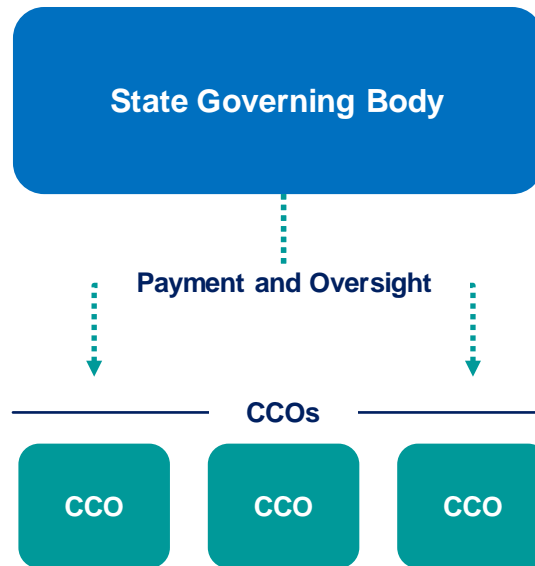 State Governing Body
Payment and Oversight
CCOs
CCO
CCO
CCO